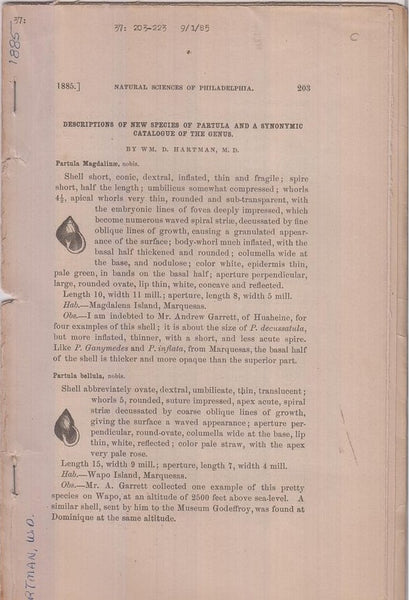 37:
37: 203-223 9/1/85
C
1885
1885.] NATURAL SCIENCES OF PHILADELPHIA. 203
DESCRIPTIONS OF NEW SPECIES OF PARTULA AND A SYNONYMIC
CATALOGUE OF THE GENUS.
BY WM. D. HARTMAN, M. D.
Partula Magdalinæ, nobis.
Shell short, conic, dextral, inflated, thin and fragile; spire
short, half the length; umbilicus somewhat compressed; whorls
4½, apical whorls very thin, rounded and sub-transparent, with
the embryonic lines of fovea deeply impressed, which
become numerous waved spiral striæ, decussated by fine
oblique lines of growth, causing a granulated appear-
ance of the surface; body-whorl much inflated, with the
basal half thickened and rounded; columella wide at
the base, and nodulose; color white, epidermis thin,
pale green, in bands on the basal half; aperture perpendicular,
large, rounded ovate, lip thin, white, concave and reflected.
Length 10, width 11 mill.; aperture, length 8, width 5 mill.
Hab.—Magdalena Island, Marquesas.
Obs.—I am indebted to Mr. Andrew Garrett, of Huaheine, for
four examples of this shell; it is about the size of P. decussatula,
but more inflated, thinner, with a short, and less acute spire.
Like P. Ganymedes and P. inflata, from Marquesas, the basal half
of the shell is thicker and more opaque than the superior part.
Partula bellula, nobis.
Shell abbreviately ovate, dextral, umbilicate, thin, translucent;
whorls 5, rounded, suture impressed, apex acute, spiral
striæ decussated by coarse oblique lines of growth,
giving the surface a waved appearance; aperture per-
pendicular, round-ovate, columella wide at the base, lip
thin, white, reflected; color pale straw, with the apex
very pale rose.
Length 15, width 9 mill.; aperture, length 7, width 4 mill.
Hab.—Wapo Island, Marquesas.
Obs.—Mr. A. Garrett collected one example of this pretty
species on Wapo, at an altitude of 2500 feet above sea-level. A
similar shell, sent by him to the Museum Godeffroy, was found at
Dominique at the same altitude.
RTMAN, W.D.